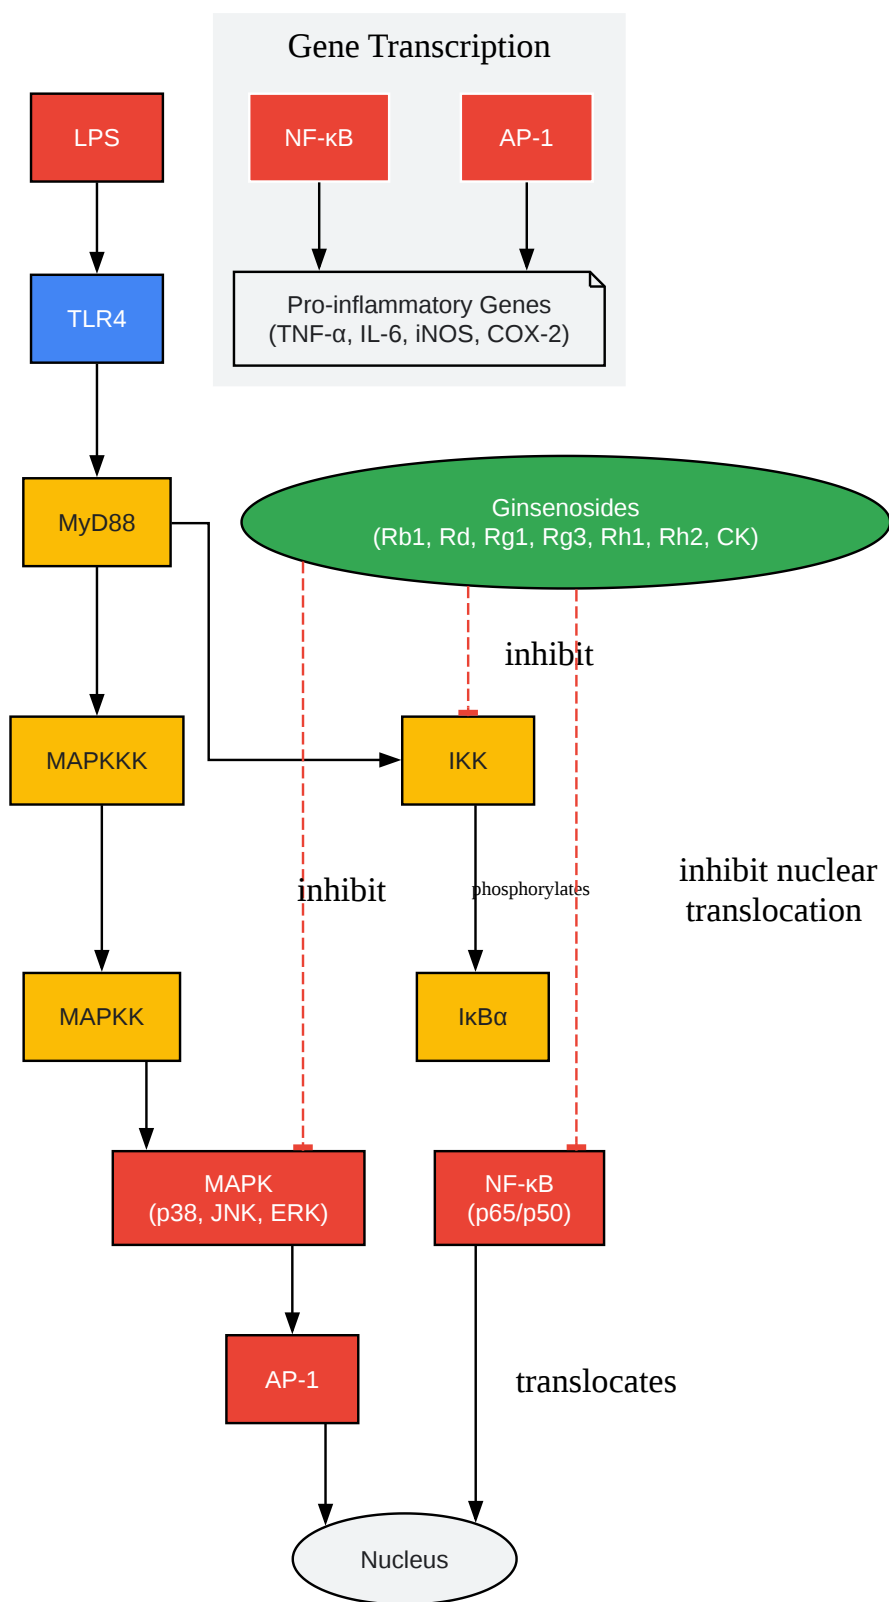 Gene Transcription
LPS
NF-κB
AP-1
TLR4
Pro-inflammatory Genes
(TNF-α, IL-6, iNOS, COX-2)
MyD88
Ginsenosides
(Rb1, Rd, Rg1, Rg3, Rh1, Rh2, CK)
inhibit
MAPKKK
IKK
inhibit
phosphorylates
inhibit nuclear
translocation
MAPKK
IκBα
MAPK
(p38, JNK, ERK)
NF-κB
(p65/p50)
AP-1
translocates
Nucleus